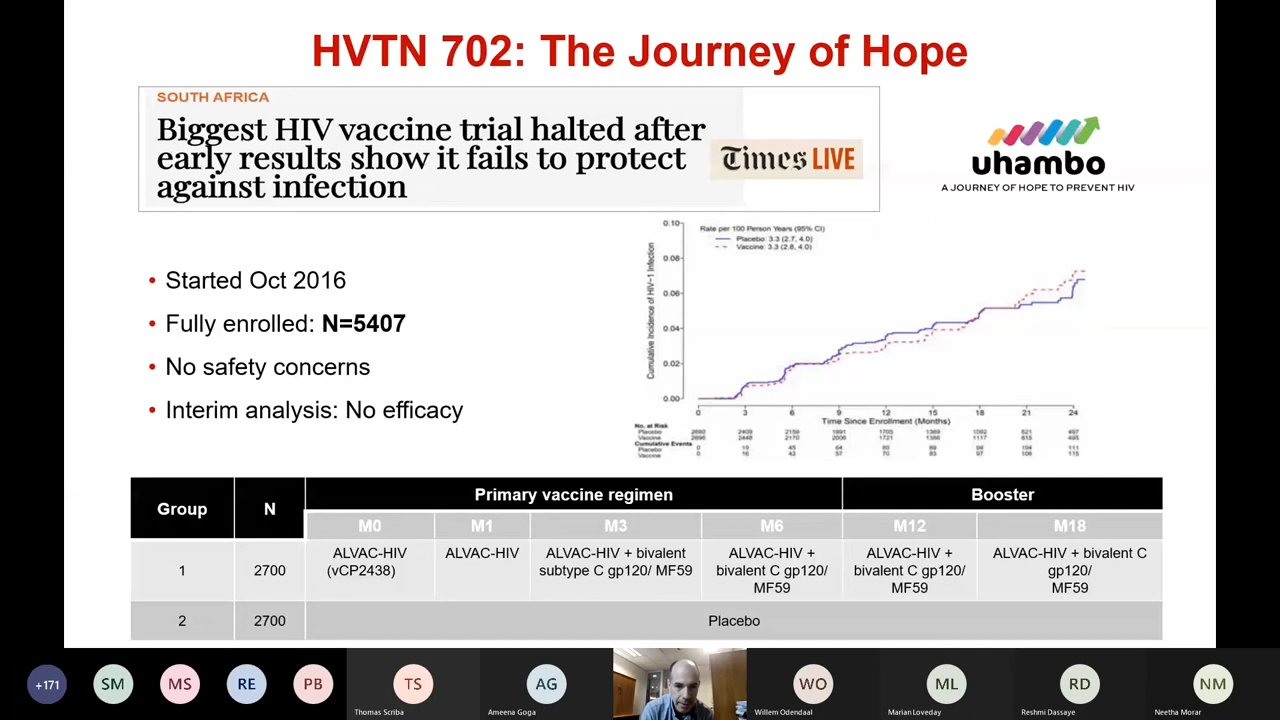 HVTN 702: The Journey of Hope
SOUTH AFRICA
Biggest HIV vaccine trial halted after
early results show it fails to protect
against infection
Times LIVE
uhambo
A JOURNEY OF HOPE TO PREVENT HIV
• Started Oct 2016
• Fully enrolled: N=5407
• No safety concerns
• Interim analysis: No efficacy
Rate per 100 Person Years (95% CI)
Placebo: 3.3 (2.7, 4.0)
Vaccine: 3.3 (2.8, 4.0)
Cumulative Incidence of HIV-1 Infection
0.10
0.08
0.06
0.04
0.02
0.00
0 3 6 9 12 15 18 21 24
Time Since Enrollment (Months)
No. at Risk
Placebo
Vaccine
Cumulative Events
Placebo
Vaccine
Group N Primary vaccine regimen Booster
M0 M1 M3 M6 M12 M18
1 2700
ALVAC-HIV
(vCP2438)
ALVAC-HIV
ALVAC-HIV + bivalent
subtype C gp120/ MF59
ALVAC-HIV +
bivalent C gp120/
MF59
ALVAC-HIV +
bivalent C gp120/
MF59
ALVAC-HIV + bivalent C
gp120/
MF59
2 2700 Placebo
+171 SM MS RE PB TS AG WO ML RD NM
Thomas Scriba Ameena Goga Willem Odendaal Marian Loveday Reshmi Dassaye Neetha Morar